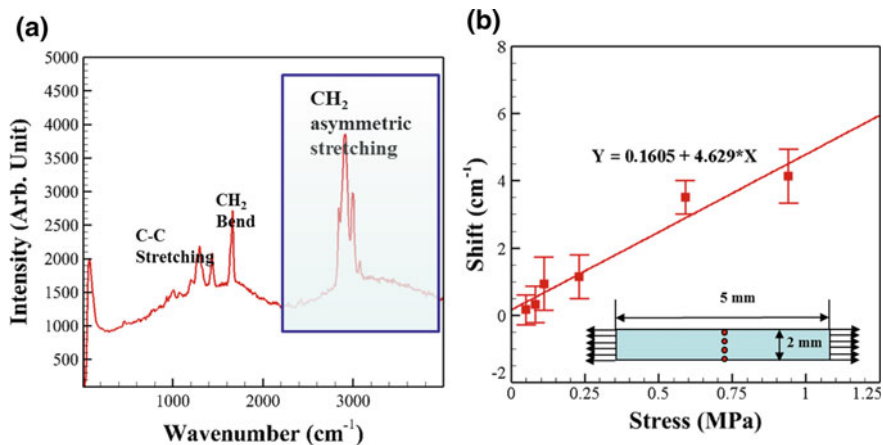 (a)
5000
4500
4000
3500
3000
2500
2000
1500
1000
500
Intensity (Arb. Unit)
CH₂
asymmetric
stretching
CH₂
Bend
C-C
Stretching
1000
2000
3000
Wavenumber (cm⁻¹)
(b)
8
6
4
2
0
-2
Shift (cm⁻¹)
Y = 0.1605 + 4.629*X
5 mm
2 mm
0
0.25
0.5
0.75
1
1.25
Stress (MPa)